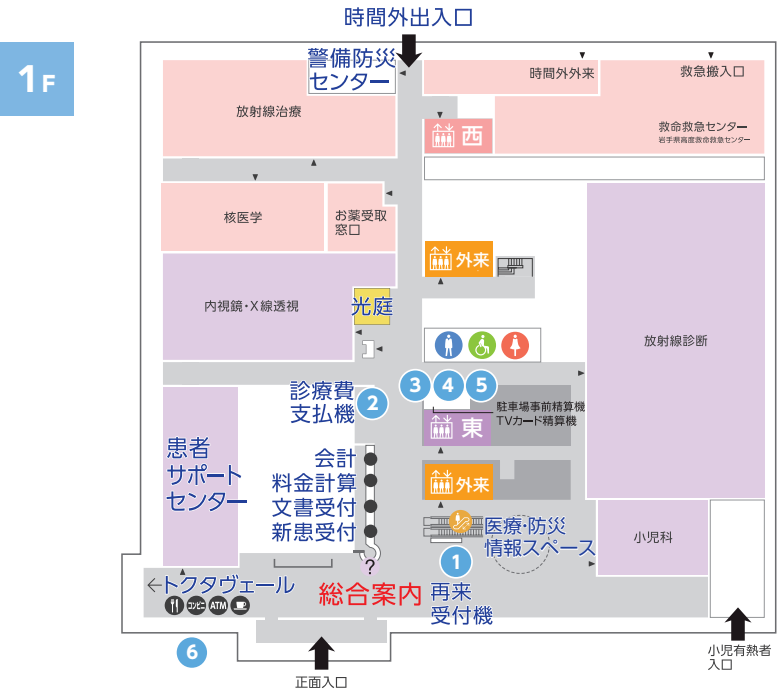 時間外出入口
1F
警備防災
センター
時間外外来
救急搬入口
放射線治療
西
救命救急センター
岩手県高度救命救急センター
核医学
お薬受取
窓口
外来
内視鏡・X線透視
光庭
放射線診断
診療費
支払機
2
3
4
5
駐車場事前精算機
TVカード精算機
東
患者
サポート
センター
会計
料金計算
文書受付
新患受付
外来
医療・防災
情報スペース
小児科
?
1
←トクタヴェール
コンビニ
ATM
総合案内
再来
受付機
6
正面入口
小児有熱者
入口